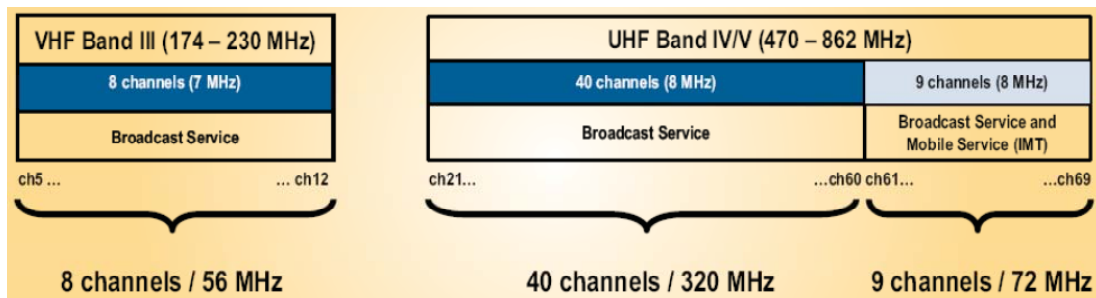 VHF Band III (174 – 230 MHz)
8 channels (7 MHz)
Broadcast Service
ch5 ...
... ch12
8 channels / 56 MHz
UHF Band IV/V (470 – 862 MHz)
40 channels (8 MHz)
9 channels (8 MHz)
Broadcast Service
Broadcast Service and
Mobile Service (IMT)
ch21...
...ch60
ch61...
...ch69
40 channels / 320 MHz
9 channels / 72 MHz